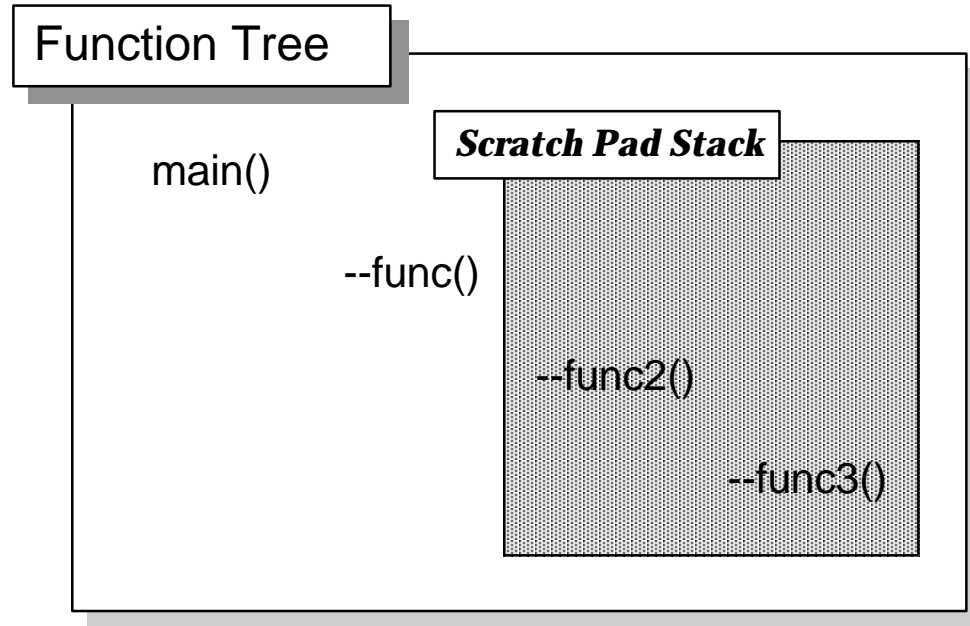 Function Tree
Scratch Pad Stack
main()
--func()
--func2()
--func3()